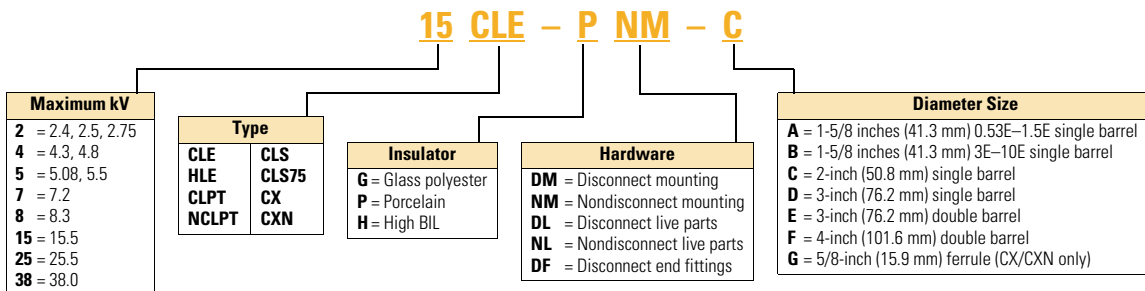 15 CLE – P NM – C
Maximum kV
2 = 2.4, 2.5, 2.75
4 = 4.3, 4.8
5 = 5.08, 5.5
7 = 7.2
8 = 8.3
15 = 15.5
25 = 25.5
38 = 38.0
Type
CLE CLS
HLE CLS75
CLPT CX
NCLPT CXN
Insulator
G = Glass polyester
P = Porcelain
H = High BIL
Hardware
DM = Disconnect mounting
NM = Nondisconnect mounting
DL = Disconnect live parts
NL = Nondisconnect live parts
DF = Disconnect end fittings
Diameter Size
A = 1-5/8 inches (41.3 mm) 0.53E–1.5E single barrel
B = 1-5/8 inches (41.3 mm) 3E–10E single barrel
C = 2-inch (50.8 mm) single barrel
D = 3-inch (76.2 mm) single barrel
E = 3-inch (76.2 mm) double barrel
F = 4-inch (101.6 mm) double barrel
G = 5/8-inch (15.9 mm) ferrule (CX/CXN only)